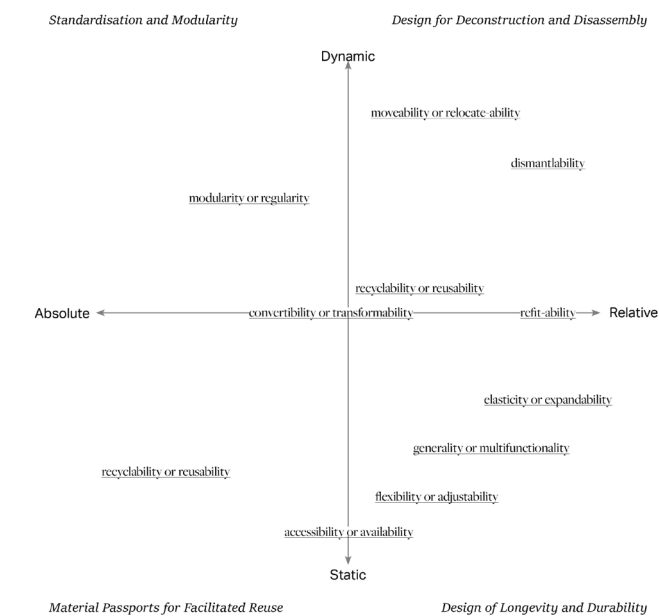 Standardisation and Modularity
Design for Deconstruction and Disassembly
Dynamic
moveability or relocate-ability
dismantlability
modularity or regularity
recyclability or reusability
Absolute
convertibility or transformability
refit-ability
Relative
elasticity or expandability
generality or multifunctionality
recyclability or reusability
flexibility or adjustability
accessibility or availability
Static
Material Passports for Facilitated Reuse
Design of Longevity and Durability